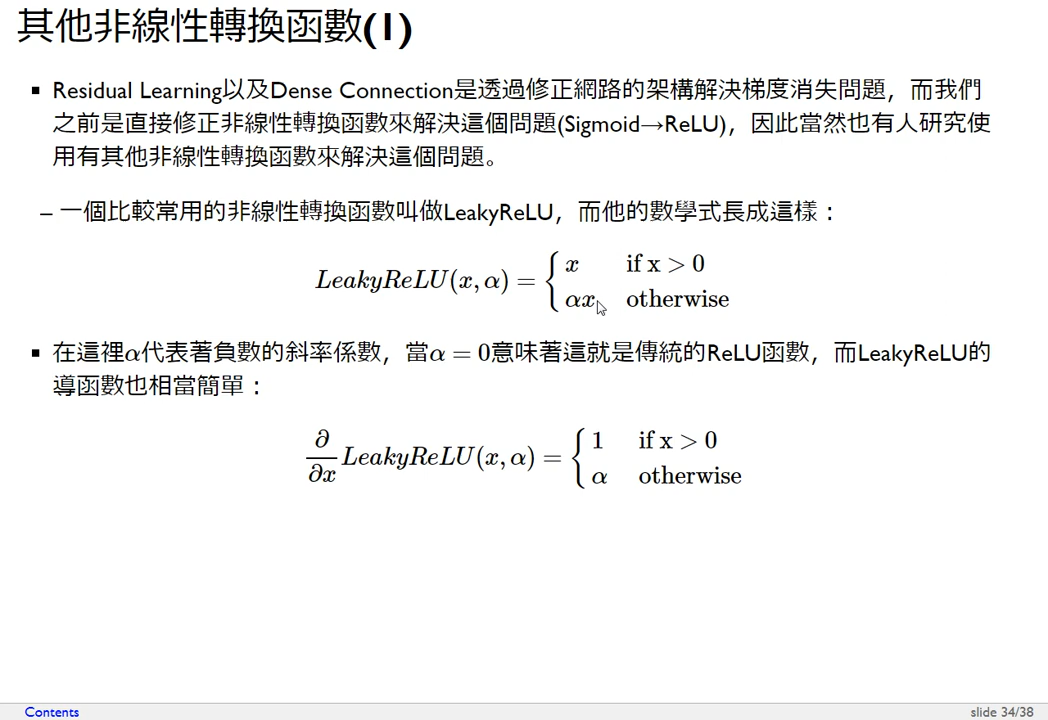 其他非線性轉換函數(1)
▪ Residual Learning以及Dense Connection是透過修正網路的架構解決梯度消失問題，而我們
之前是直接修正非線性轉換函數來解決這個問題(Sigmoid→ReLU)，因此當然也有人研究使
用有其他非線性轉換函數來解決這個問題。
– 一個比較常用的非線性轉換函數叫做LeakyReLU，而他的數學式長成這樣：
LeakyReLU(x, α) = { x if x > 0
αx otherwise
▪ 在這裡α代表著負數的斜率係數，當α = 0意味著這就是傳統的ReLU函數，而LeakyReLU的
導函數也相當簡單：
∂/∂x LeakyReLU(x, α) = { 1 if x > 0
α otherwise
Contents slide 34/38